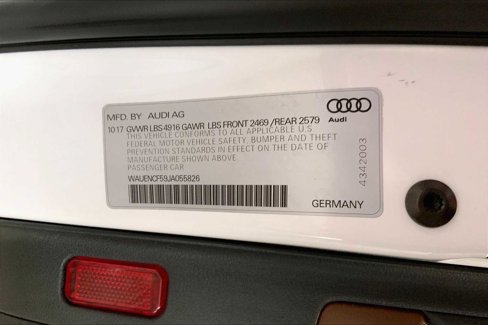 MFD. BY AUDI AG
Audi
1017 GVWR LBS 4916 GAWR LBS FRONT 2469 /REAR 2579
THIS VEHICLE CONFORMS TO ALL APPLICABLE U.S
FEDERAL MOTOR VEHICLE SAFETY, BUMPER AND THEFT
PREVENTION STANDARDS IN EFFECT ON THE DATE OF
MANUFACTURE SHOWN ABOVE
PASSENGER CAR
WAUENCF59JA055826
GERMANY
4342003